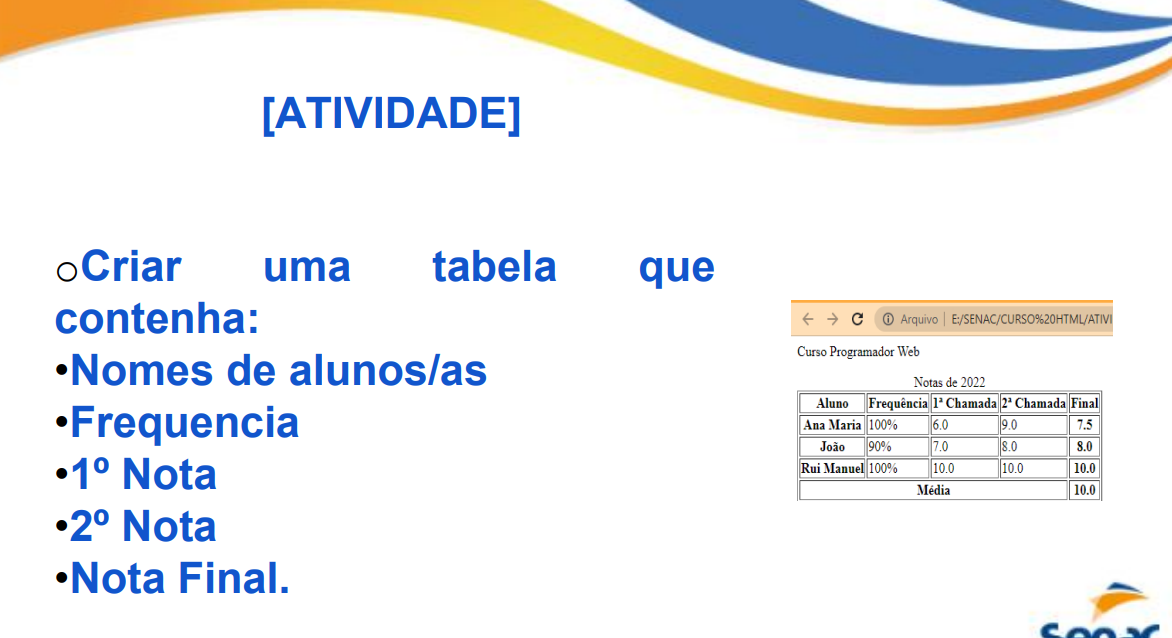 [ATIVIDADE]
○Criar uma tabela que
contenha:
•Nomes de alunos/as
•Frequencia
•1º Nota
•2º Nota
•Nota Final.
Arquivo | E:/SENAC/CURSO%20HTML/ATIVI
Curso Programador Web
Notas de 2022
Aluno Frequência 1ª Chamada 2ª Chamada Final
Ana Maria 100% 6.0 9.0 7.5
João 90% 7.0 8.0 8.0
Rui Manuel 100% 10.0 10.0 10.0
Média 10.0
Senac